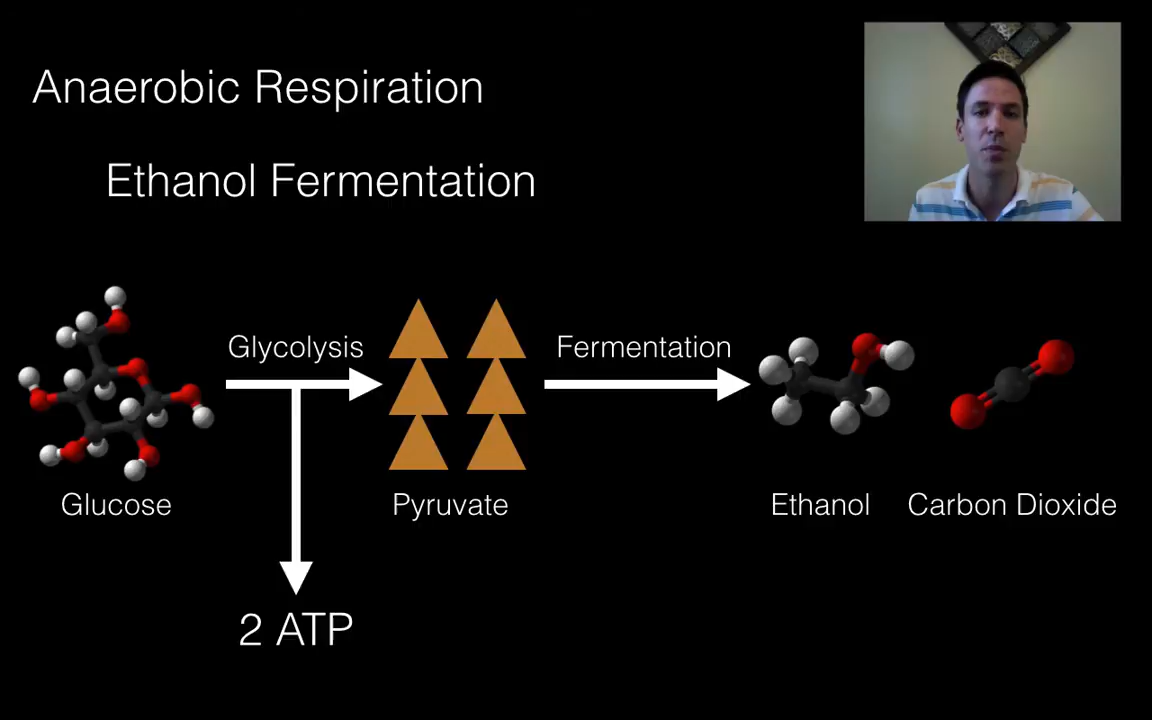 Anaerobic Respiration
Ethanol Fermentation
Glycolysis
Fermentation
Glucose
Pyruvate
Ethanol
Carbon Dioxide
2 ATP